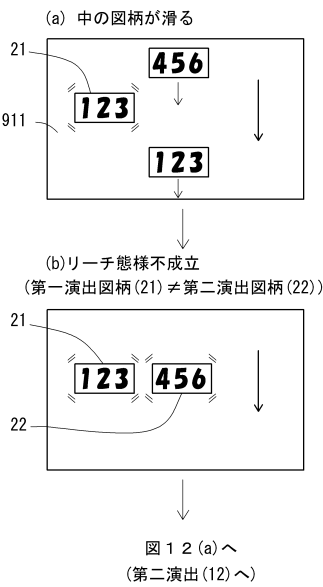 (a) 中の図柄が滑る
21
456
123
911
123
(b)リーチ態様不成立
(第一演出図柄(21)≠第二演出図柄(22))
21
123
456
22
図12(a)へ
(第二演出(12)へ)